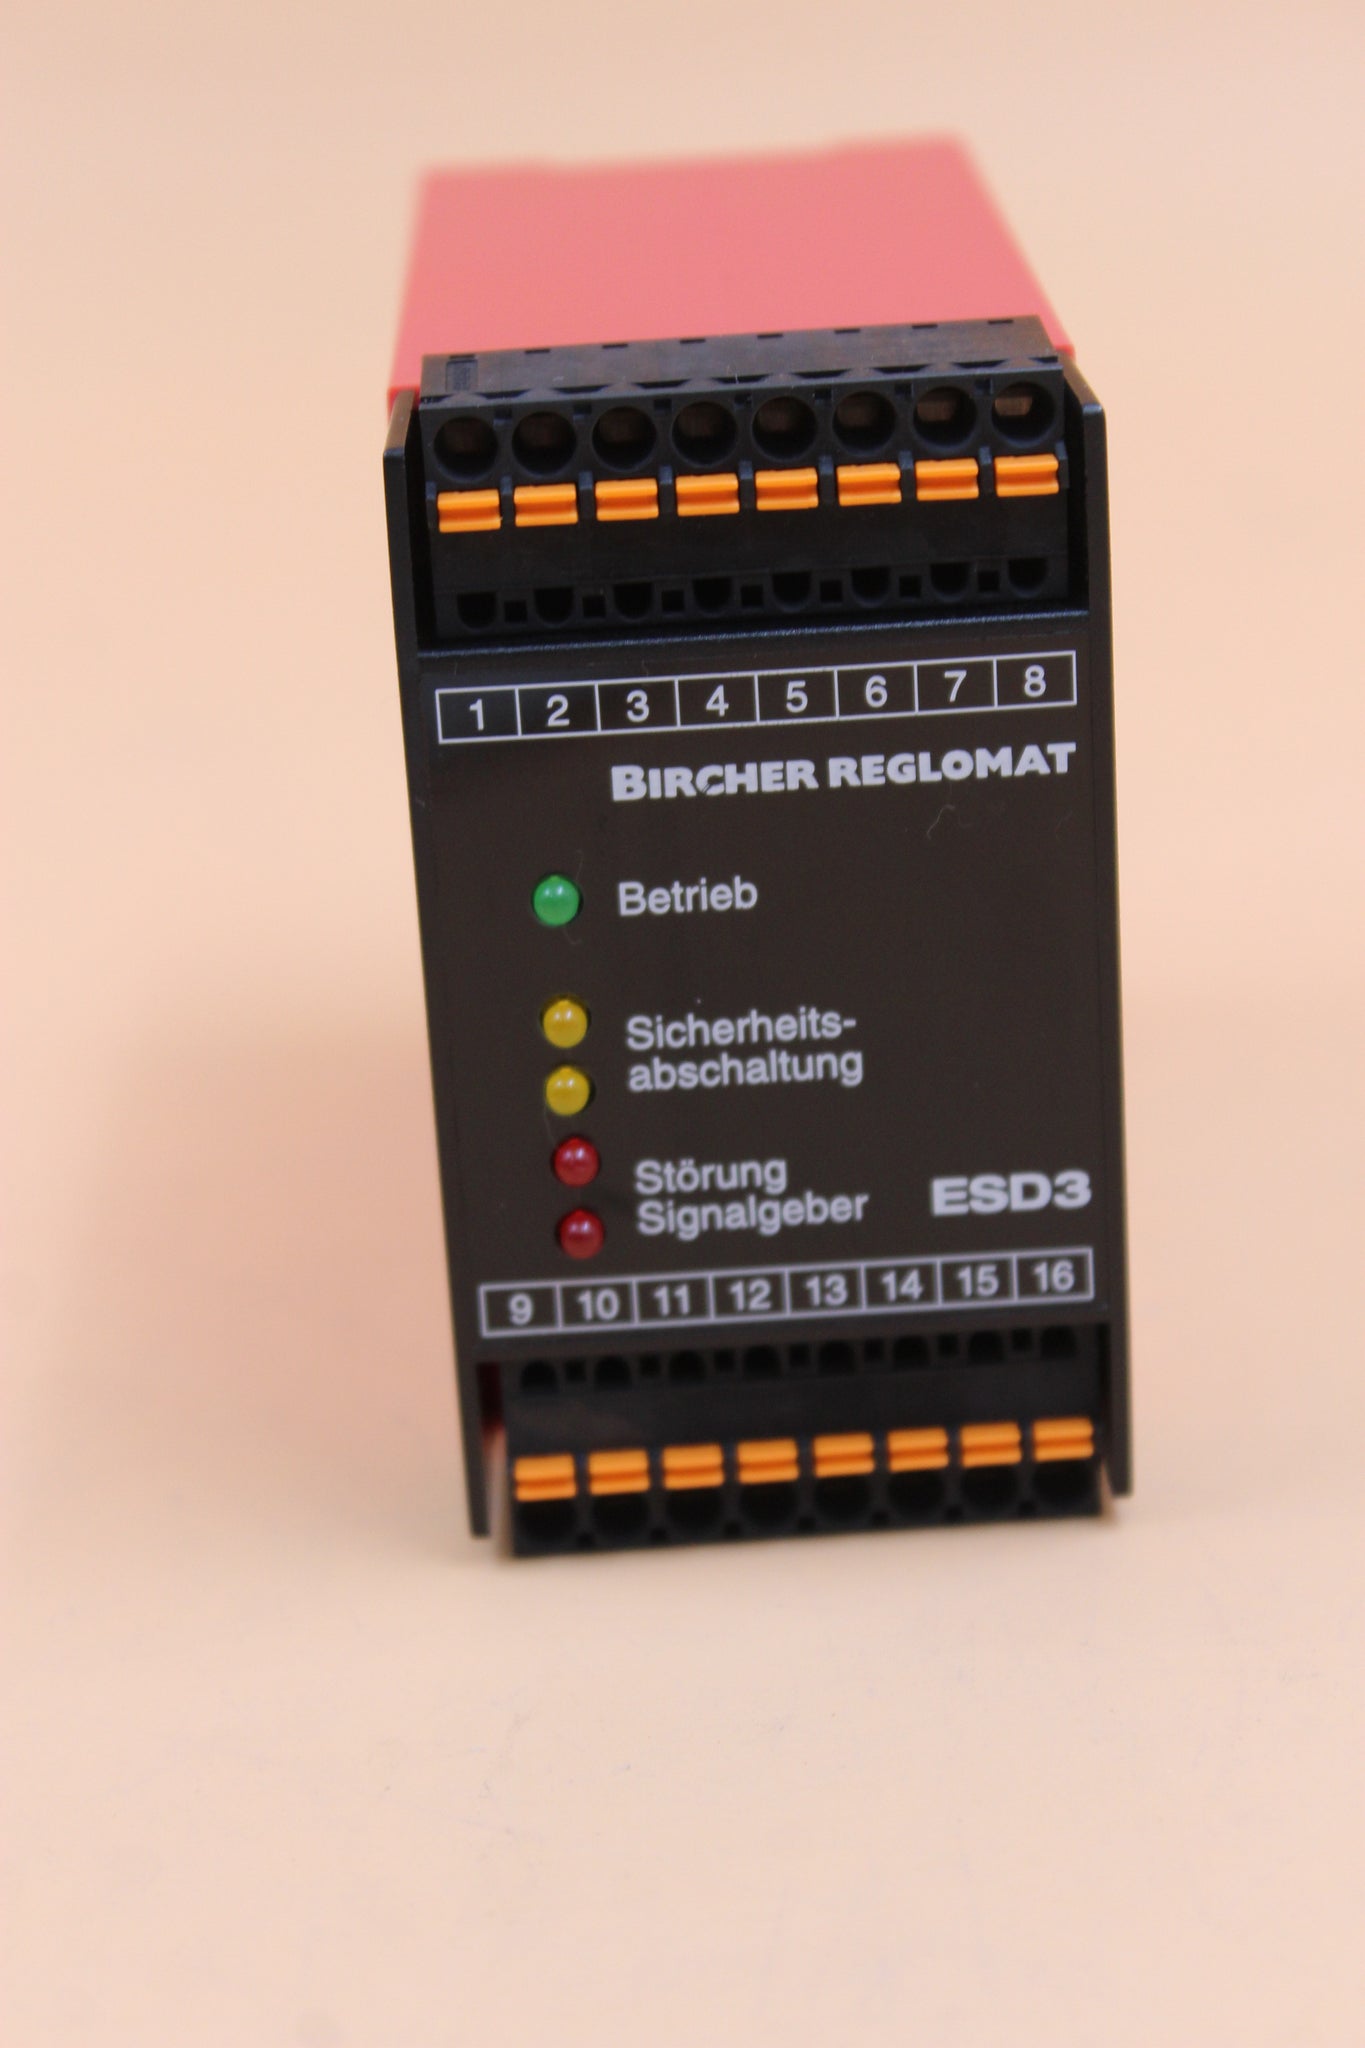 1 2 3 4 5 6 7 8
BIRCHER REGLOMAT
Betrieb
Sicherheits-
abschaltung
Störung
Signalgeber
ESD3
9 10 11 12 13 14 15 16